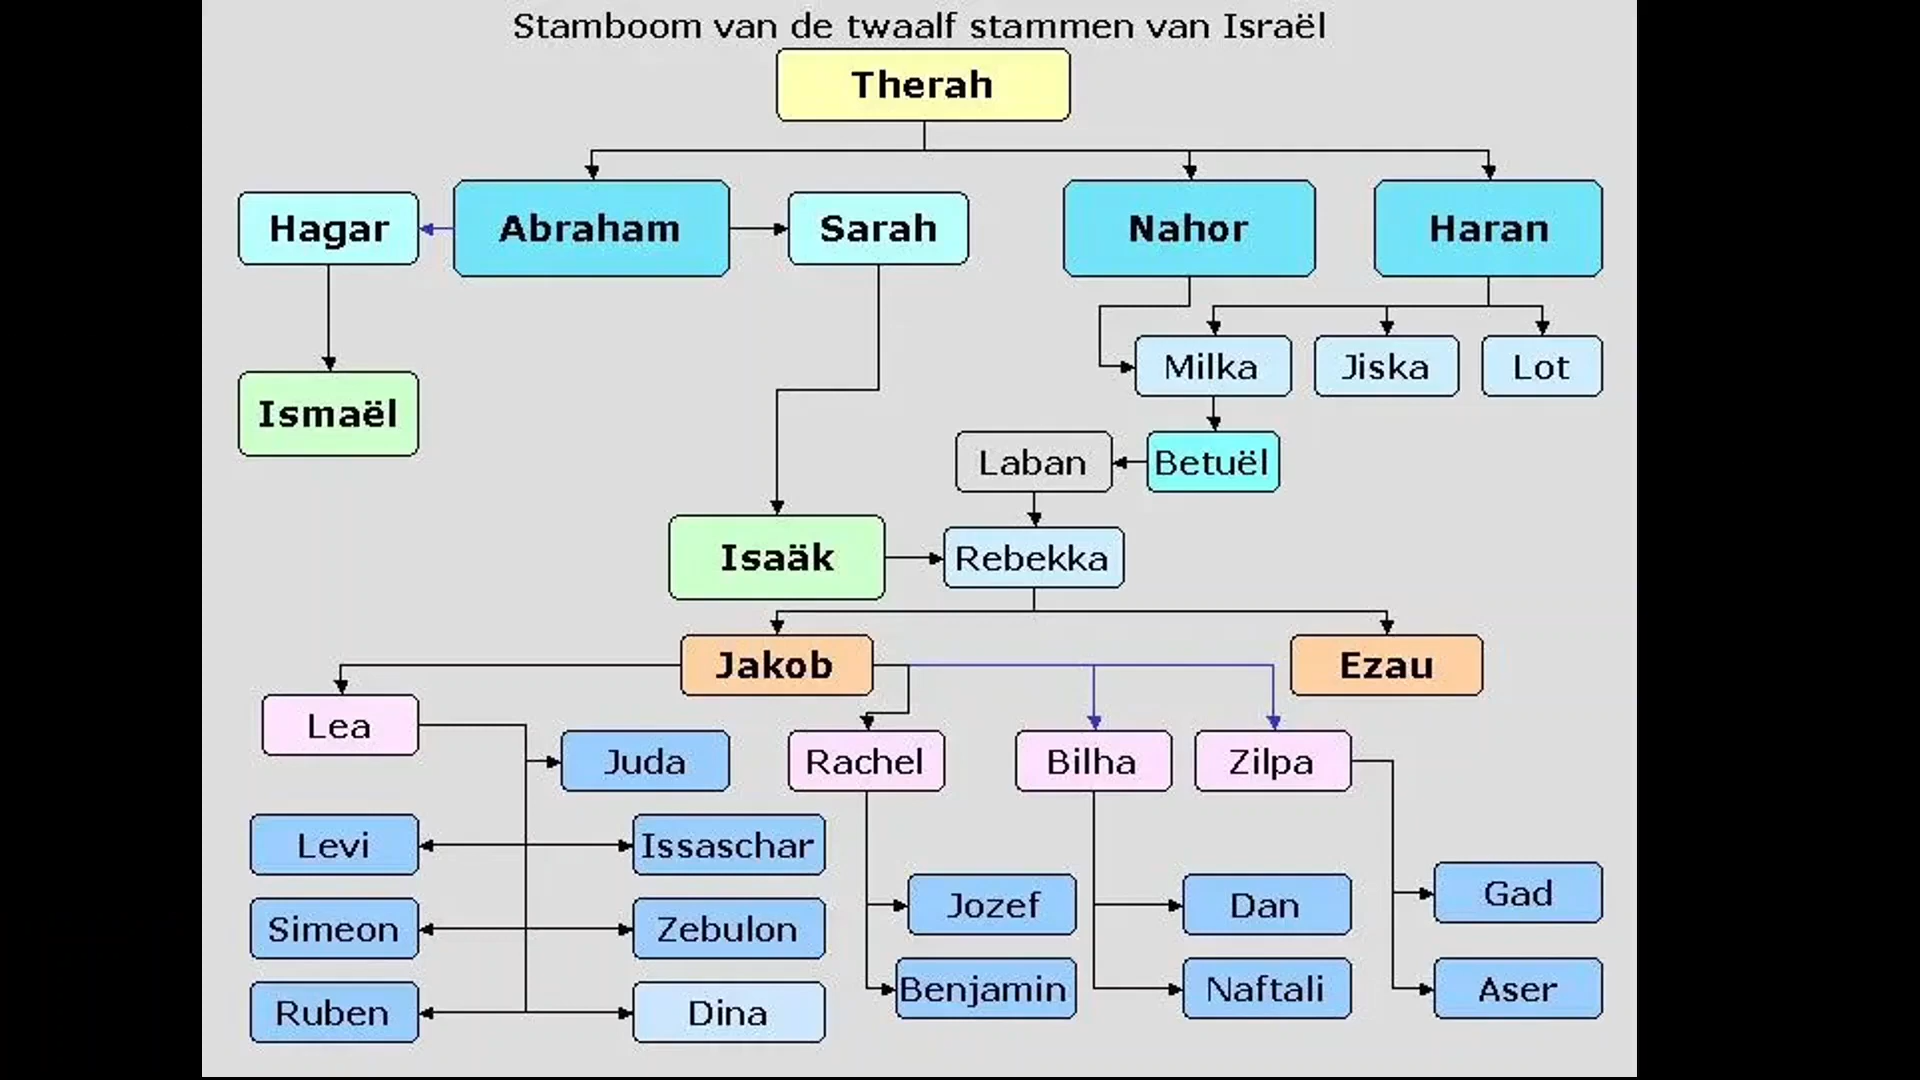 Stamboom van de twaalf stammen van Israël
Therah
Hagar
Abraham
Sarah
Nahor
Haran
Milka
Jiska
Lot
Ismaël
Laban
Betuël
Isaäk
Rebekka
Jakob
Ezau
Lea
Juda
Rachel
Bilha
Zilpa
Levi
Issaschar
Simeon
Zebulon
Ruben
Dina
Jozef
Benjamin
Dan
Naftali
Gad
Aser